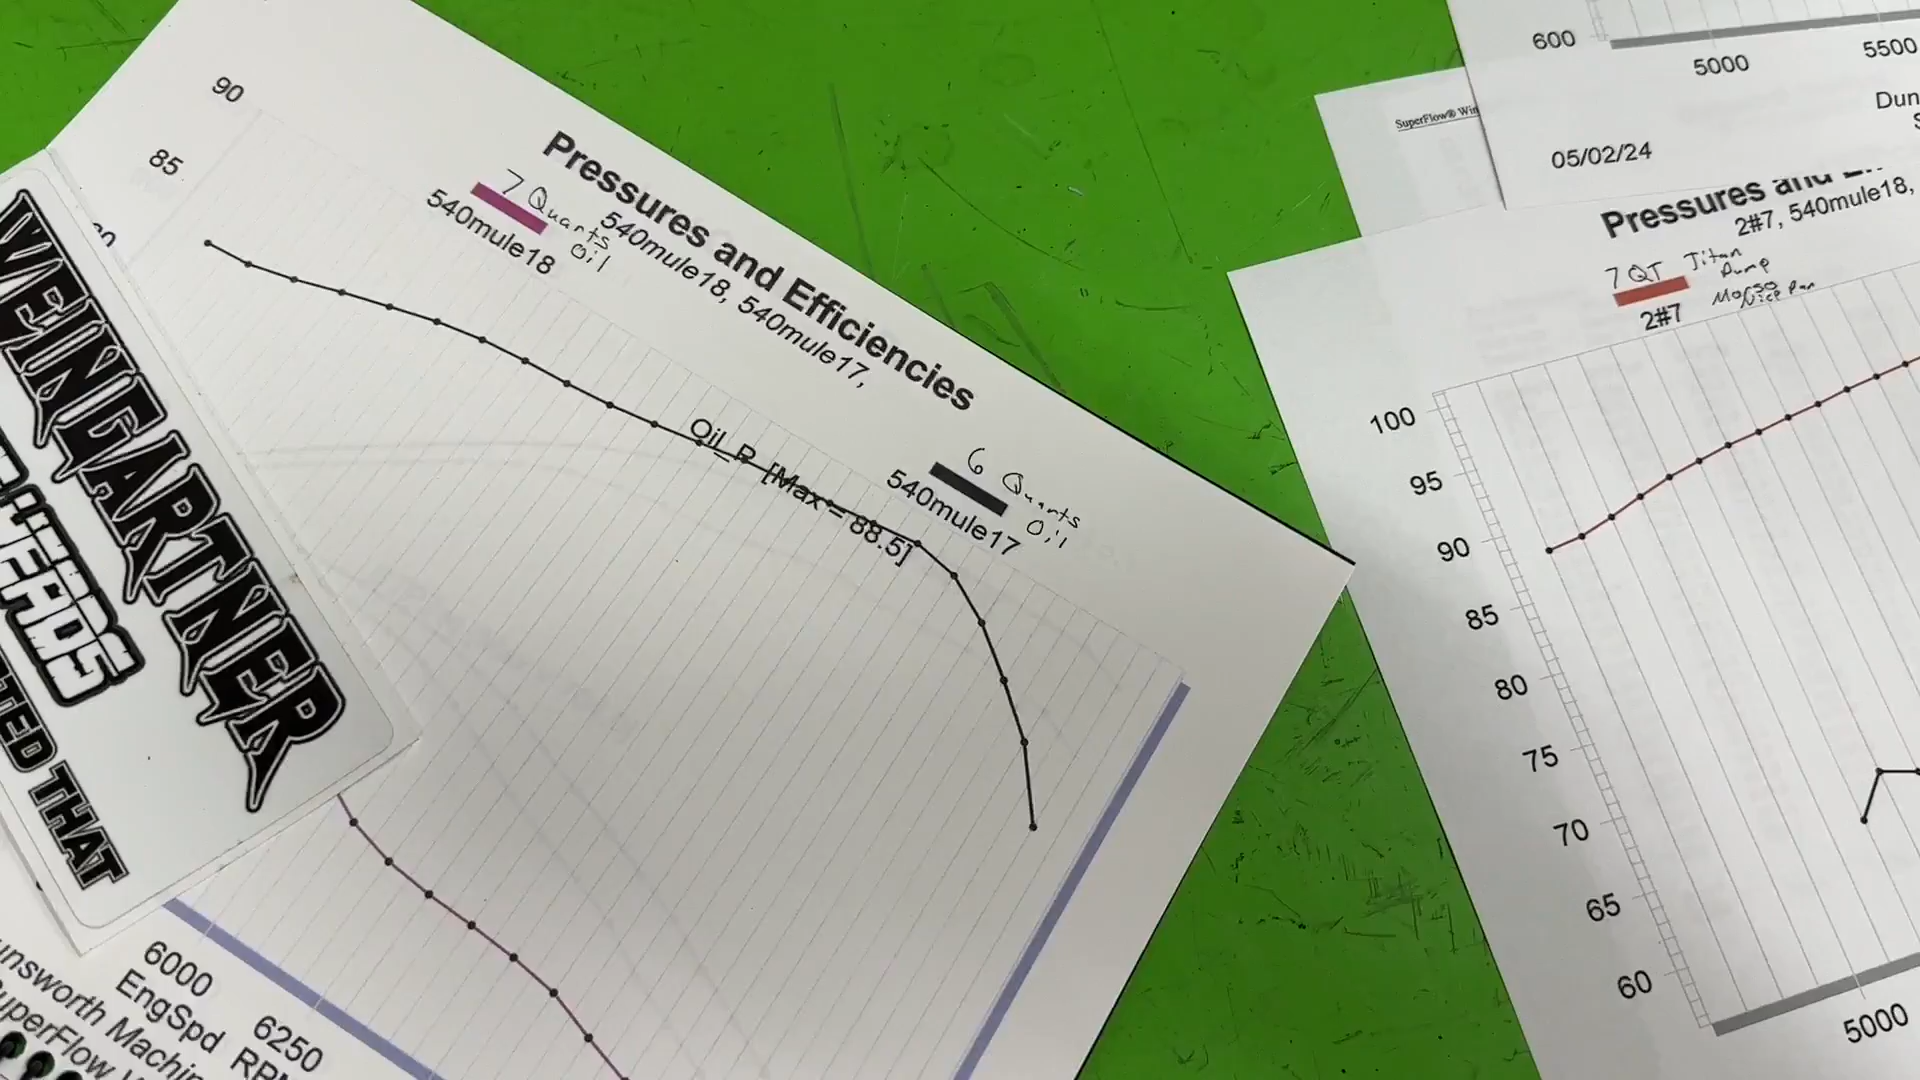 90
85
Pressures and Efficiencies
540mule18, 540mule17,
7 Quarts
Oil
540mule18
6 Quarts
Oil
540mule17
Oil_P [Max = 88.5]
WEINGARTNER
THAT
6000
6250
EngSpd RPM
SuperFlow
600
5000
5500
05/02/24
SuperFlow®
Pressures and
2#7, 540mule18,
7 QT Titan
Pump
2#7
100
95
90
85
80
75
70
65
60
5000